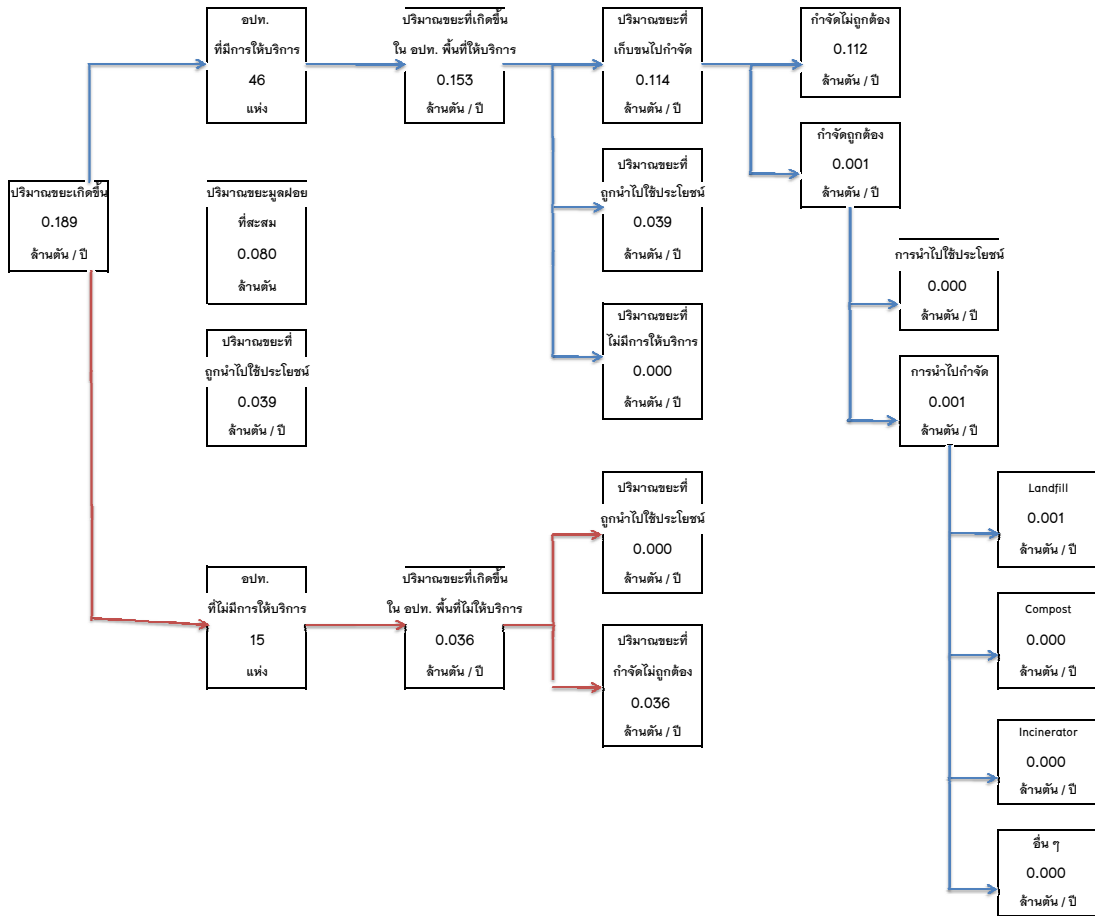 อปท.
ที่มีการให้บริการ
46
แห่ง
ปริมาณขยะที่เกิดขึ้น
ใน อปท. พื้นที่ให้บริการ
0.153
ล้านตัน / ปี
ปริมาณขยะที่
เก็บขนไปกำจัด
0.114
ล้านตัน / ปี
กำจัดไม่ถูกต้อง
0.112
ล้านตัน / ปี
กำจัดถูกต้อง
0.001
ล้านตัน / ปี
ปริมาณขยะที่
ถูกนำไปใช้ประโยชน์
0.039
ล้านตัน / ปี
ปริมาณขยะเกิดขึ้น
0.189
ล้านตัน / ปี
ปริมาณขยะมูลฝอย
ที่สะสม
0.080
ล้านตัน
การนำไปใช้ประโยชน์
0.000
ล้านตัน / ปี
ปริมาณขยะที่
ไม่มีการให้บริการ
0.000
ล้านตัน / ปี
ปริมาณขยะที่
ถูกนำไปใช้ประโยชน์
0.039
ล้านตัน / ปี
การนำไปกำจัด
0.001
ล้านตัน / ปี
ปริมาณขยะที่
ถูกนำไปใช้ประโยชน์
0.000
ล้านตัน / ปี
Landfill
0.001
ล้านตัน / ปี
อปท.
ที่ไม่มีการให้บริการ
15
แห่ง
ปริมาณขยะที่เกิดขึ้น
ใน อปท. พื้นที่ไม่ให้บริการ
0.036
ล้านตัน / ปี
ปริมาณขยะที่
กำจัดไม่ถูกต้อง
0.036
ล้านตัน / ปี
Compost
0.000
ล้านตัน / ปี
Incinerator
0.000
ล้านตัน / ปี
อื่น ๆ
0.000
ล้านตัน / ปี